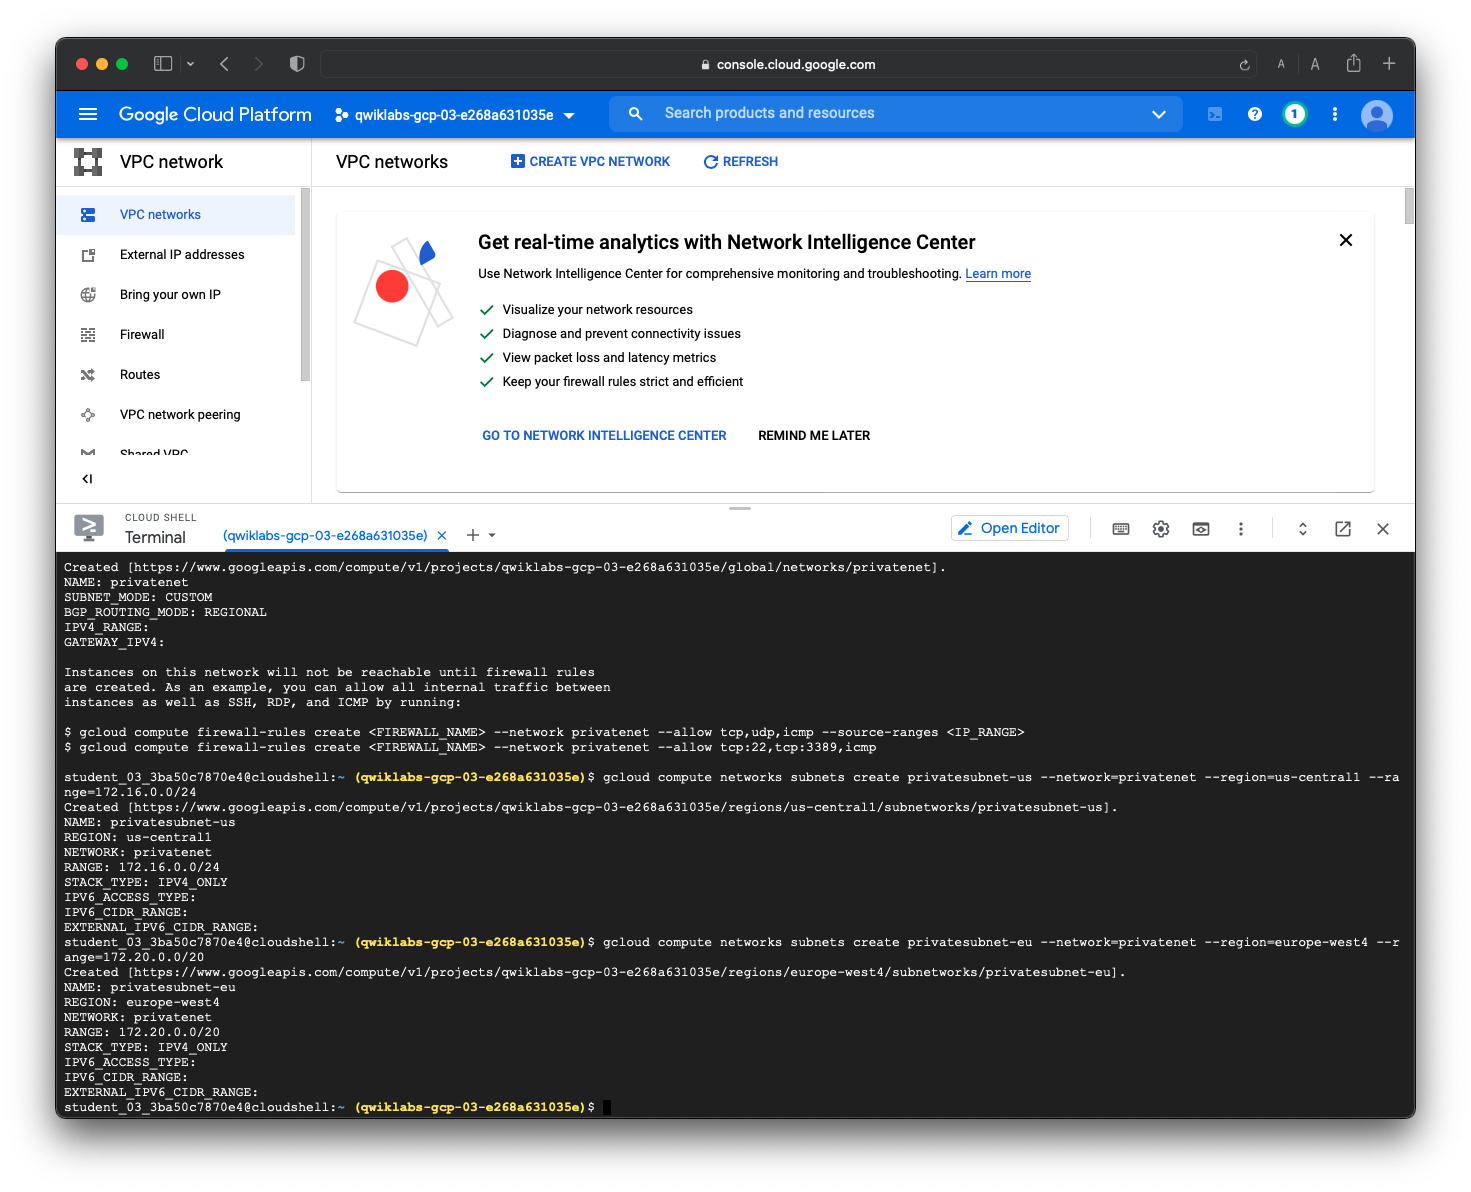 console.cloud.google.com
A
A
Google Cloud Platform
qwiklabs-gcp-03-e268a631035e
Search products and resources
1
VPC network
VPC networks
CREATE VPC NETWORK
REFRESH
VPC networks
External IP addresses
Bring your own IP
Firewall
Routes
VPC network peering
Shared VPC
Get real-time analytics with Network Intelligence Center
Use Network Intelligence Center for comprehensive monitoring and troubleshooting. Learn more
Visualize your network resources
Diagnose and prevent connectivity issues
View packet loss and latency metrics
Keep your firewall rules strict and efficient
GO TO NETWORK INTELLIGENCE CENTER
REMIND ME LATER
CLOUD SHELL
Terminal
(qwiklabs-gcp-03-e268a631035e)
Open Editor
Created [https://www.googleapis.com/compute/v1/projects/qwiklabs-gcp-03-e268a631035e/global/networks/privatenet].
NAME: privatenet
SUBNET_MODE: CUSTOM
BGP_ROUTING_MODE: REGIONAL
IPV4_RANGE:
GATEWAY_IPV4:
Instances on this network will not be reachable until firewall rules
are created. As an example, you can allow all internal traffic between
instances as well as SSH, RDP, and ICMP by running:
$ gcloud compute firewall-rules create <FIREWALL_NAME> --network privatenet --allow tcp,udp,icmp --source-ranges <IP_RANGE>
$ gcloud compute firewall-rules create <FIREWALL_NAME> --network privatenet --allow tcp:22,tcp:3389,icmp
student_03_3ba50c7870e4@cloudshell:~ (qwiklabs-gcp-03-e268a631035e)$ gcloud compute networks subnets create privatesubnet-us --network=privatenet --region=us-central1 --ra
nge=172.16.0.0/24
Created [https://www.googleapis.com/compute/v1/projects/qwiklabs-gcp-03-e268a631035e/regions/us-central1/subnetworks/privatesubnet-us].
NAME: privatesubnet-us
REGION: us-central1
NETWORK: privatenet
RANGE: 172.16.0.0/24
STACK_TYPE: IPV4_ONLY
IPV6_ACCESS_TYPE:
IPV6_CIDR_RANGE:
EXTERNAL_IPV6_CIDR_RANGE:
student_03_3ba50c7870e4@cloudshell:~ (qwiklabs-gcp-03-e268a631035e)$ gcloud compute networks subnets create privatesubnet-eu --network=privatenet --region=europe-west4 --r
ange=172.20.0.0/20
Created [https://www.googleapis.com/compute/v1/projects/qwiklabs-gcp-03-e268a631035e/regions/europe-west4/subnetworks/privatesubnet-eu].
NAME: privatesubnet-eu
REGION: europe-west4
NETWORK: privatenet
RANGE: 172.20.0.0/20
STACK_TYPE: IPV4_ONLY
IPV6_ACCESS_TYPE:
IPV6_CIDR_RANGE:
EXTERNAL_IPV6_CIDR_RANGE:
student_03_3ba50c7870e4@cloudshell:~ (qwiklabs-gcp-03-e268a631035e)$